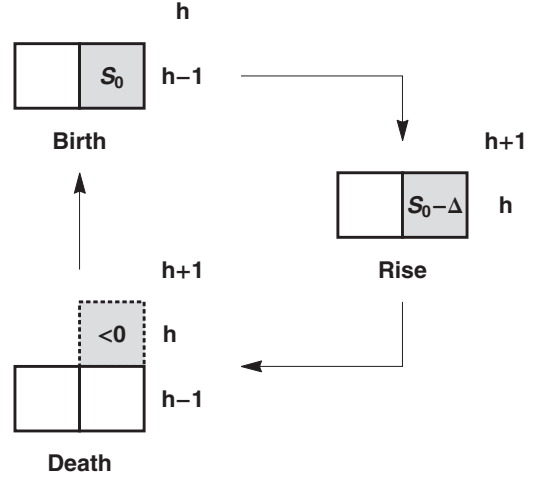 h
S₀ h−1
Birth
h+1
S₀−Δ h
Rise
h+1
<0 h
h−1
Death